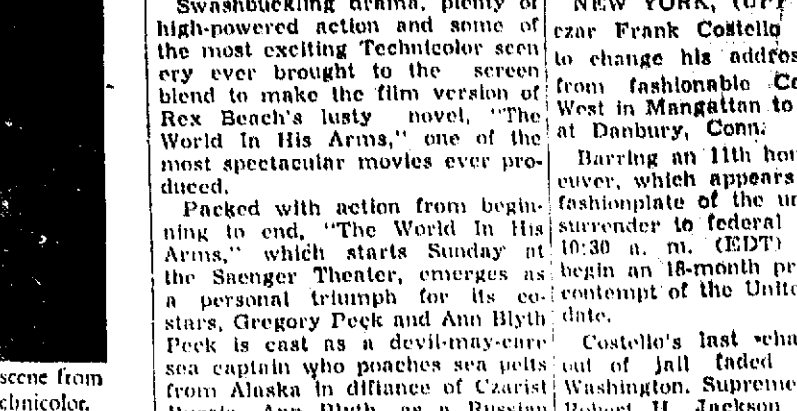 scene from
chnicolor.
Swashbuckling drama, plenty of
high-powered action and some of
the most exciting Technicolor scen
ery ever brought to the screen
blend to make the film version of
Rex Beach's lusty novel, "The
World In His Arms," one of the
most spectacular movies ever pro-
duced.
Packed with action from begin-
ning to end, "The World In His
Arms," which starts Sunday at
the Saenger Theater, emerges as
a personal triumph for its co-
stars, Gregory Peck and Ann Blyth
Peck is cast as a devil-may-care
sea captain who poaches sea pelts
from Alaska in difiance of Czarist
Russia. Ann Blyth, as a Russian
NEW YORK, (UP)
czar Frank Costello
to change his addres
from fashionable Ce
West in Mangattan to
at Danbury, Conn.
Barring an 11th hou
euver, which appears
fashionplate of the un
surrender to federal
10:30 a. m. (EDT)
begin an 18-month pr
contempt of the Unite
date.
Costello's last cha
out of jail faded
Washington. Supreme
Robert H. Jackson